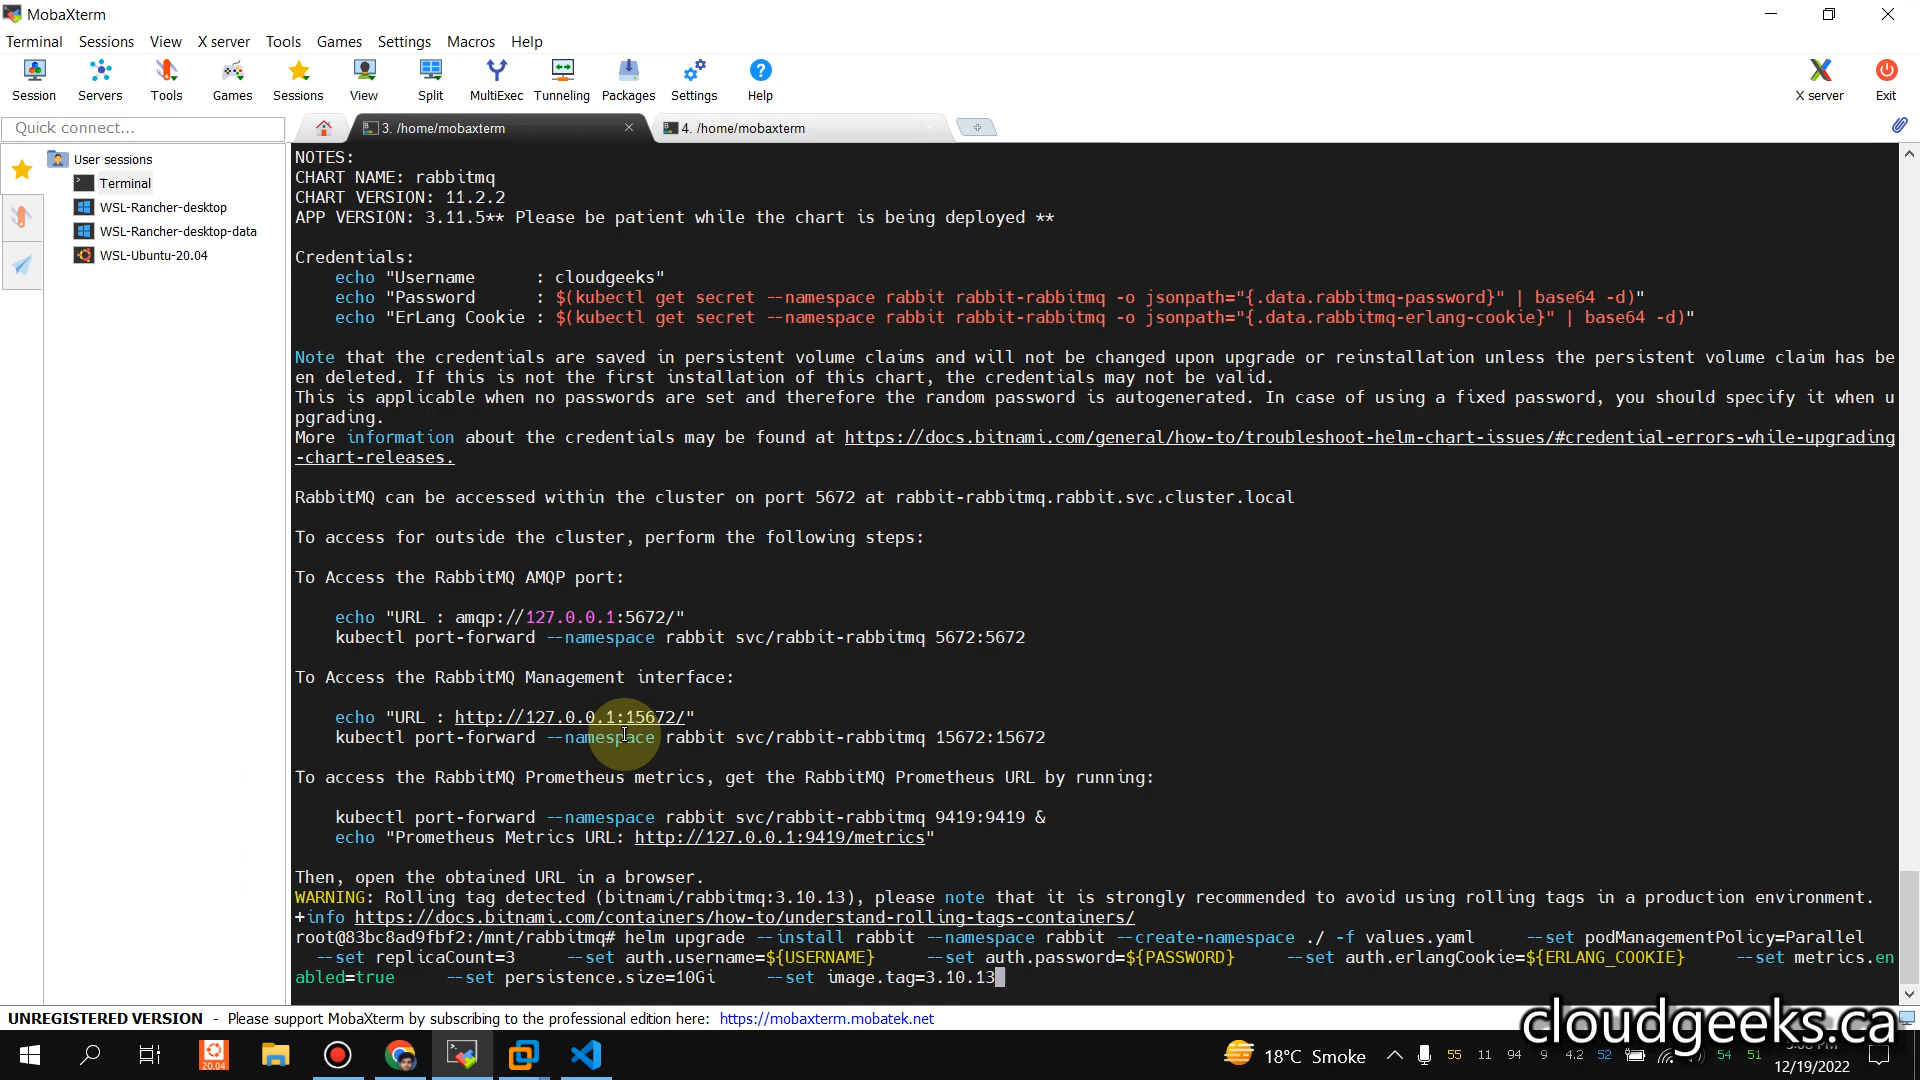 MobaXterm
Terminal Sessions View X server Tools Games Settings Macros Help
Session Servers Tools Games Sessions View Split MultiExec Tunneling Packages Settings Help X server Exit
Quick connect...
3. /home/mobaxterm
4. /home/mobaxterm
User sessions
Terminal
WSL-Rancher-desktop
WSL-Rancher-desktop-data
WSL-Ubuntu-20.04
NOTES:
CHART NAME: rabbitmq
CHART VERSION: 11.2.2
APP VERSION: 3.11.5** Please be patient while the chart is being deployed **
Credentials:
echo "Username      : cloudgeeks"
echo "Password      : $(kubectl get secret --namespace rabbit rabbit-rabbitmq -o jsonpath="{.data.rabbitmq-password}" | base64 -d)"
echo "ErLang Cookie : $(kubectl get secret --namespace rabbit rabbit-rabbitmq -o jsonpath="{.data.rabbitmq-erlang-cookie}" | base64 -d)"
Note that the credentials are saved in persistent volume claims and will not be changed upon upgrade or reinstallation unless the persistent volume claim has be
en deleted. If this is not the first installation of this chart, the credentials may not be valid.
This is applicable when no passwords are set and therefore the random password is autogenerated. In case of using a fixed password, you should specify it when u
pgrading.
More information about the credentials may be found at https://docs.bitnami.com/general/how-to/troubleshoot-helm-chart-issues/#credential-errors-while-upgrading
-chart-releases.
RabbitMQ can be accessed within the cluster on port 5672 at rabbit-rabbitmq.rabbit.svc.cluster.local
To access for outside the cluster, perform the following steps:
To Access the RabbitMQ AMQP port:
echo "URL : amqp://127.0.0.1:5672/"
kubectl port-forward --namespace rabbit svc/rabbit-rabbitmq 5672:5672
To Access the RabbitMQ Management interface:
echo "URL : http://127.0.0.1:15672/"
kubectl port-forward --namespace rabbit svc/rabbit-rabbitmq 15672:15672
To access the RabbitMQ Prometheus metrics, get the RabbitMQ Prometheus URL by running:
kubectl port-forward --namespace rabbit svc/rabbit-rabbitmq 9419:9419 &
echo "Prometheus Metrics URL: http://127.0.0.1:9419/metrics"
Then, open the obtained URL in a browser.
WARNING: Rolling tag detected (bitnami/rabbitmq:3.10.13), please note that it is strongly recommended to avoid using rolling tags in a production environment.
+info https://docs.bitnami.com/containers/how-to/understand-rolling-tags-containers/
root@83bc8ad9fbf2:/mnt/rabbitmq# helm upgrade --install rabbit --namespace rabbit --create-namespace ./ -f values.yaml     --set podManagementPolicy=Parallel
--set replicaCount=3     --set auth.username=${USERNAME}     --set auth.password=${PASSWORD}     --set auth.erlangCookie=${ERLANG_COOKIE}     --set metrics.en
abled=true     --set persistence.size=10Gi     --set image.tag=3.10.13
UNREGISTERED VERSION - Please support MobaXterm by subscribing to the professional edition here: https://mobaxterm.mobatek.net
cloudgeeks.ca
20.04
18°C Smoke 55 11 94 9 4.2 52 54 51
12/19/2022